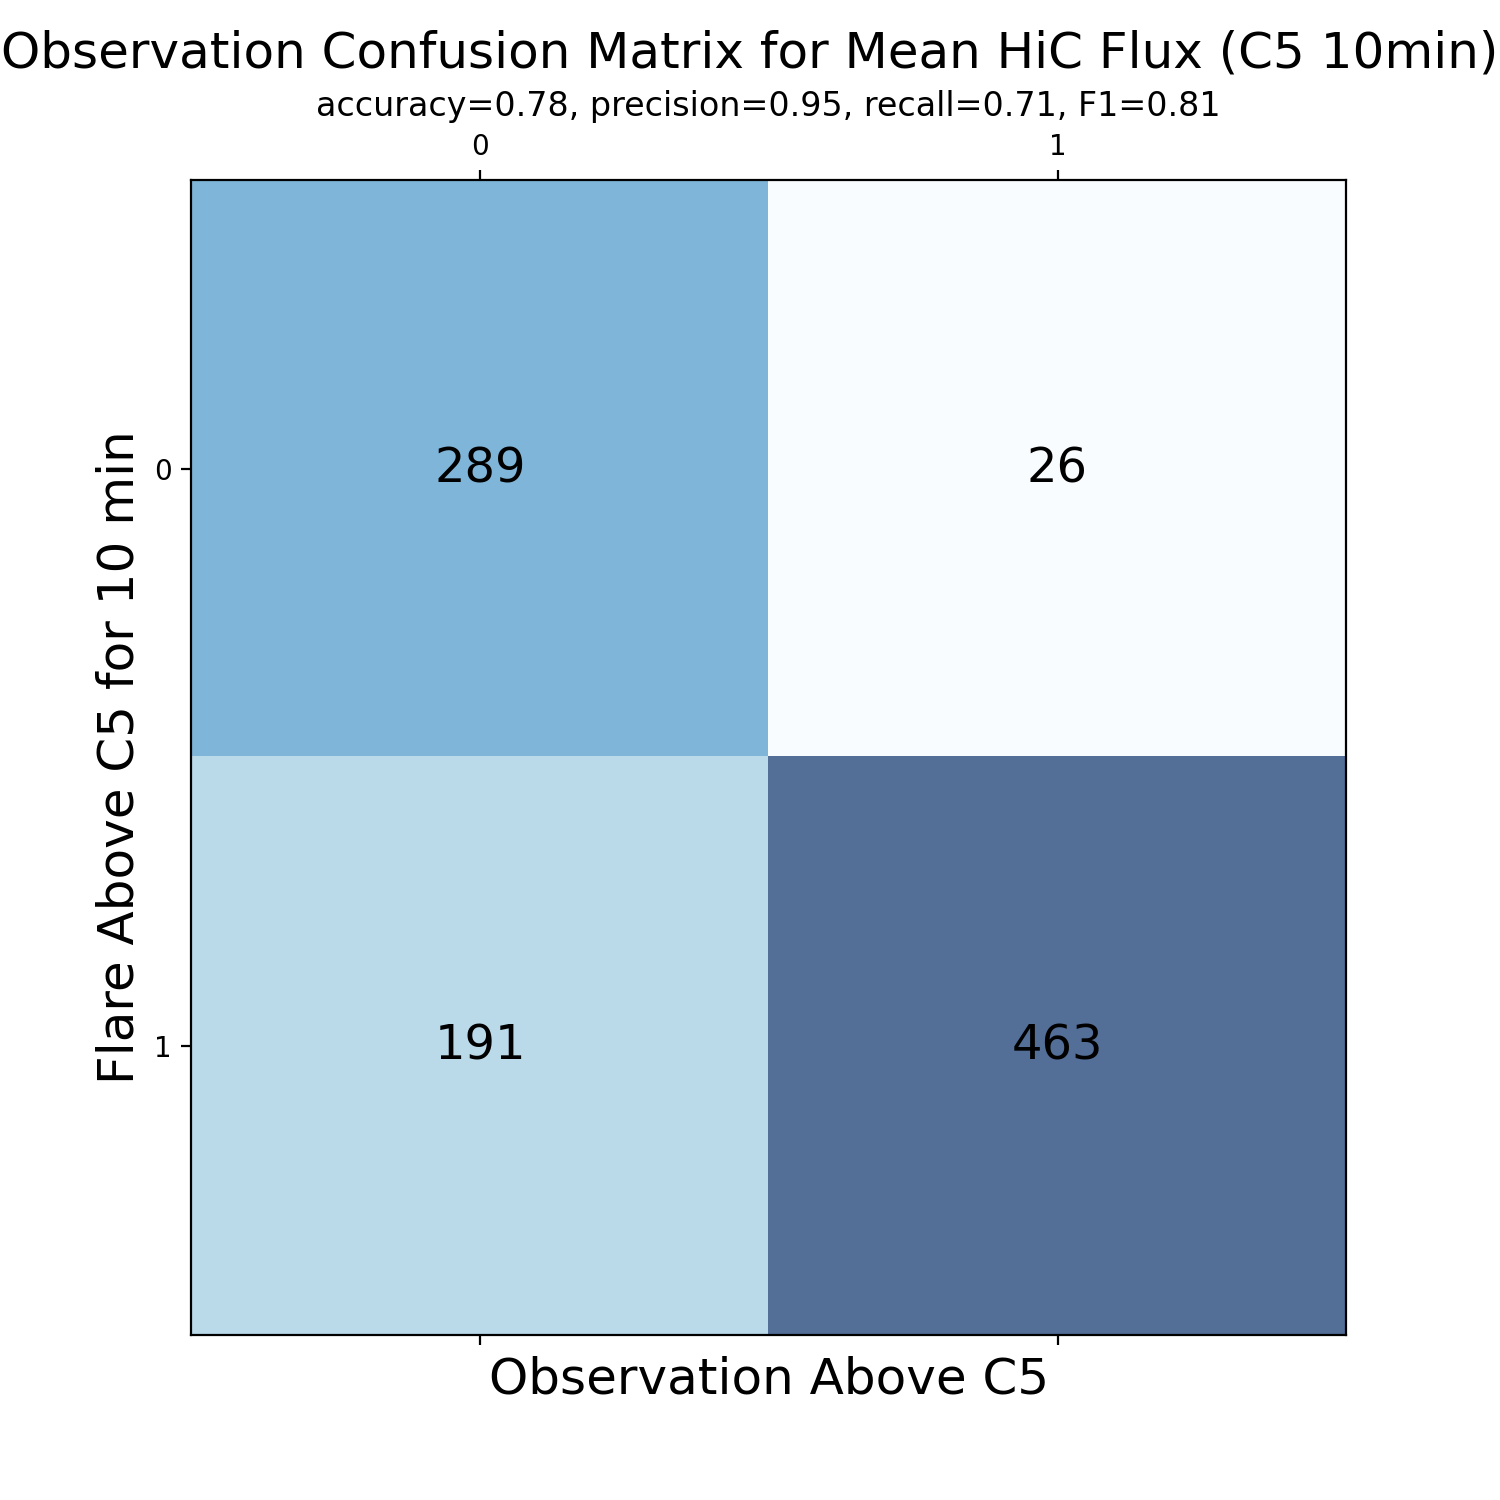 Observation Confusion Matrix for Mean HiC Flux (C5 10min)
accuracy=0.78, precision=0.95, recall=0.71, F1=0.81
0 1
Flare Above C5 for 10 min
0
289 26
1
191 463
Observation Above C5